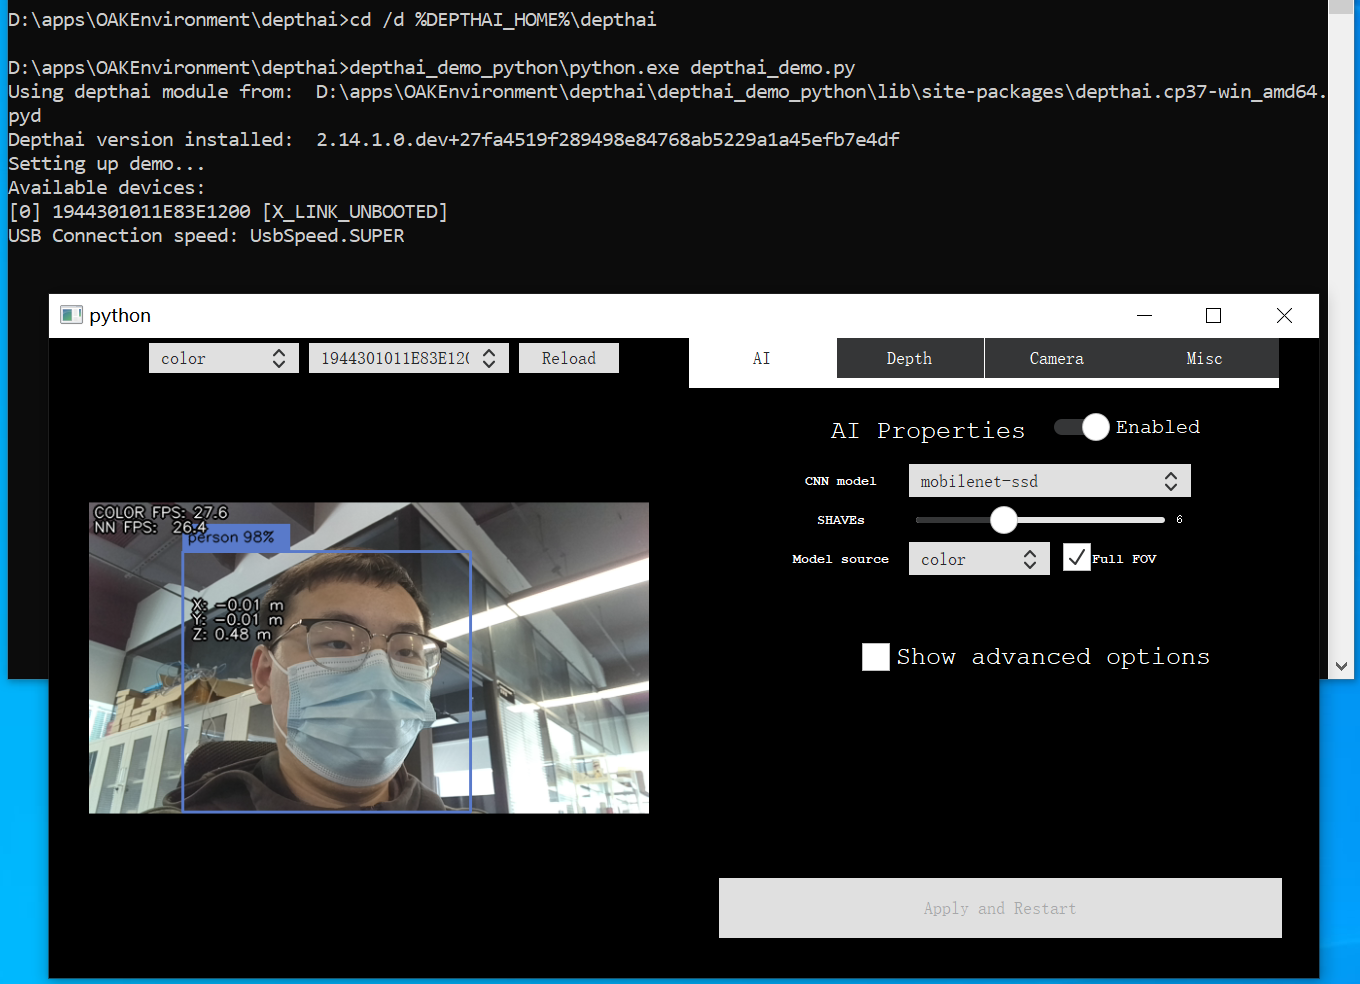 D:\apps\OAKEnvironment\depthai>cd /d %DEPTHAI_HOME%\depthai
D:\apps\OAKEnvironment\depthai>depthai_demo_python\python.exe depthai_demo.py
Using depthai module from:  D:\apps\OAKEnvironment\depthai\depthai_demo_python\lib\site-packages\depthai.cp37-win_amd64.
pyd
Depthai version installed:  2.14.1.0.dev+27fa4519f289498e84768ab5229a1a45efb7e4df
Setting up demo...
Available devices:
[0] 1944301011E83E1200 [X_LINK_UNBOOTED]
USB Connection speed: UsbSpeed.SUPER
python
color 1944301011E83E120 Reload
AI Depth Camera Misc
AI Properties Enabled
CNN model mobilenet-ssd
SHAVEs 6
Model source color Full FOV
Show advanced options
Apply and Restart
COLOR FPS: 27.6
NN FPS:  26.4
person 98%
X: -0.01 m
Y: -0.01 m
Z: 0.48 m